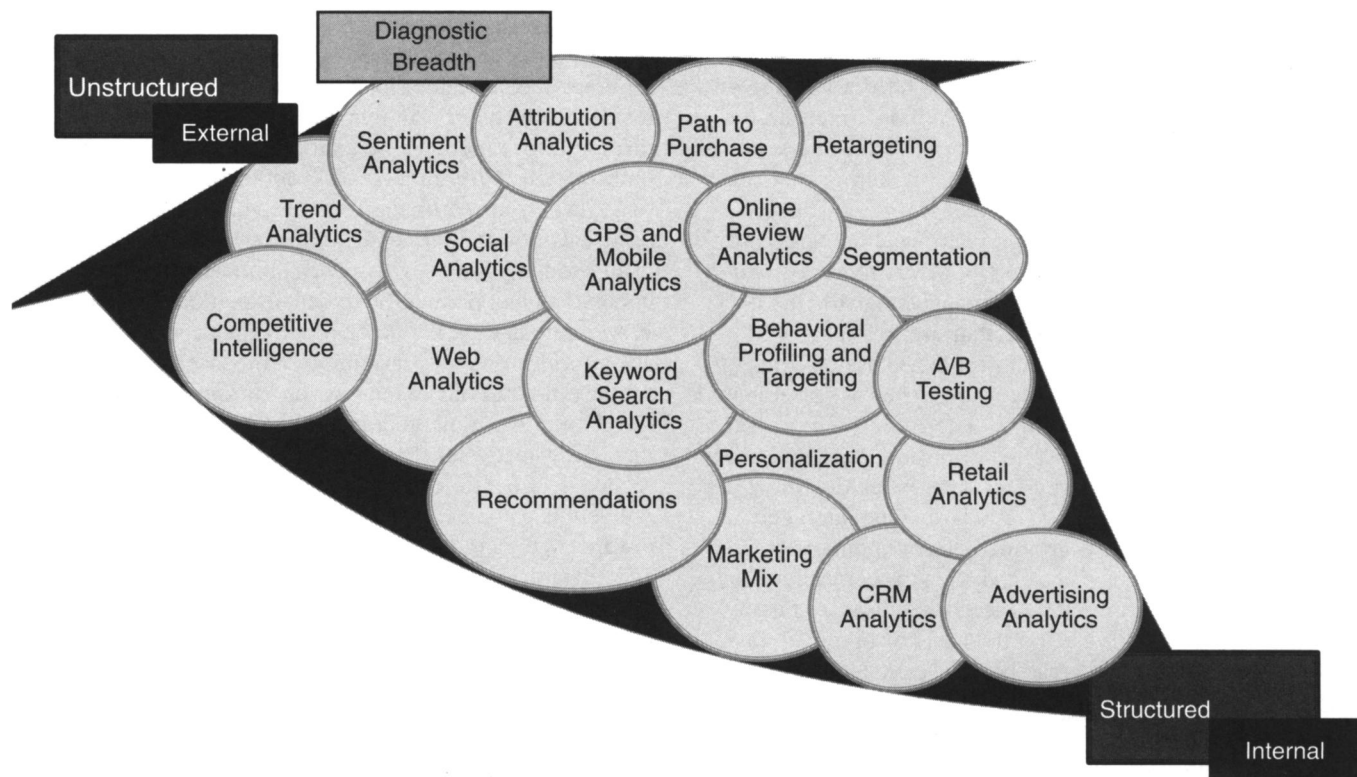 Diagnostic
Breadth
Unstructured
External
Sentiment
Analytics
Attribution
Analytics
Path to
Purchase
Retargeting
Trend
Analytics
Social
Analytics
GPS and
Mobile
Analytics
Online
Review
Analytics
Segmentation
Competitive
Intelligence
Web
Analytics
Keyword
Search
Analytics
Behavioral
Profiling and
Targeting
A/B
Testing
Recommendations
Personalization
Retail
Analytics
Marketing
Mix
CRM
Analytics
Advertising
Analytics
Structured
Internal